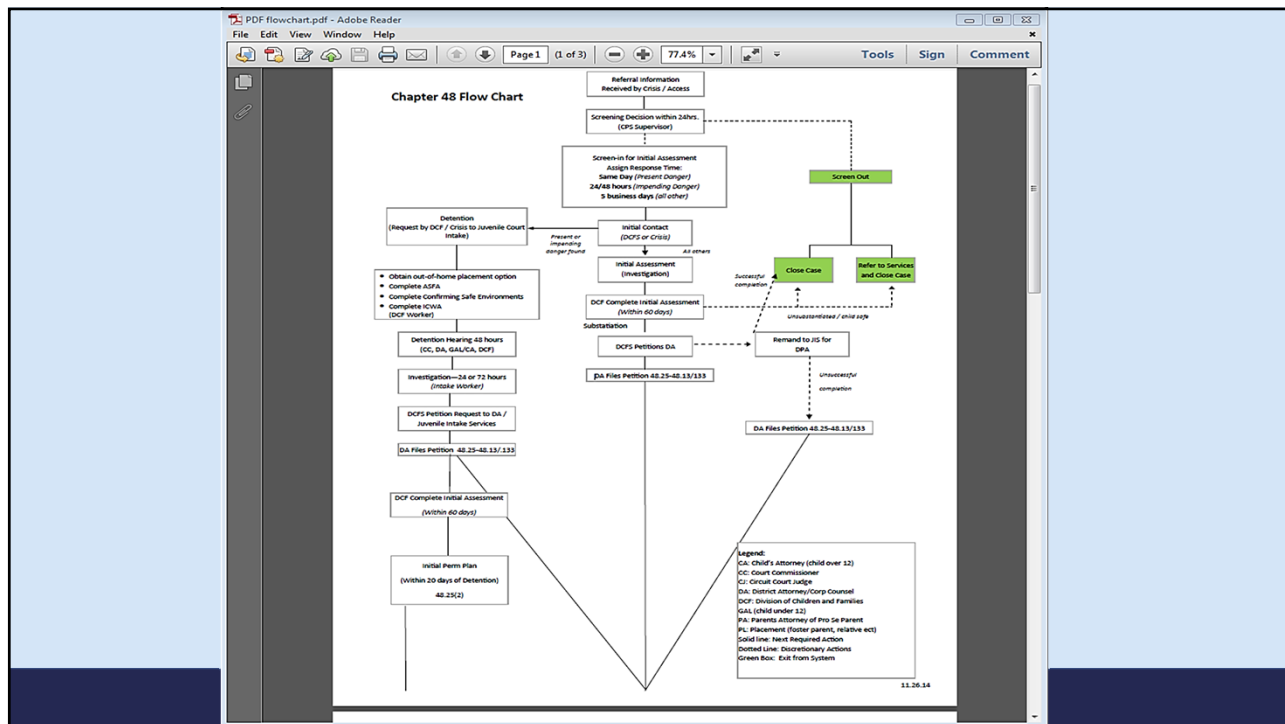 PDF flowchart.pdf - Adobe Reader
File Edit View Window Help
Page 1 (1 of 3) 77.4% Tools Sign Comment
Chapter 48 Flow Chart
Referral Information
Received by Crisis / Access
Screening Decision within 24hrs.
(CPS Supervisor)
Screen-in for Initial Assessment
Assign Response Time:
Same Day (Present Danger)
24/48 hours (Impending Danger)
5 business days (all other)
Screen Out
Detention
(Request by DCF / Crisis to Juvenile Court
Intake)
Present or
impending
danger found
Initial Contact
(DCFS or Crisis)
All others
Initial Assessment
(Investigation)
Successful
completion
Close Case
Refer to Services
and Close Case
Obtain out-of-home placement option
Complete ASFA
Complete Confirming Safe Environments
Complete ICWA
(DCF Worker)
DCF Complete Initial Assessment
(Within 60 days)
Unsubstantiated / child safe
Substatiation
Detention Hearing 48 hours
(CC, DA, GAL/CA, DCF)
DCFS Petitions DA
Remand to JIS for
DPA
Investigation—24 or 72 hours
(Intake Worker)
DA Files Petition 48.25-48.13/133
Unsuccessful
completion
DCFS Petition Request to DA /
Juvenile Intake Services
DA Files Petition 48.25-48.13/133
DA Files Petition 48.25-48.13/.133
DCF Complete Initial Assessment
(Within 60 days)
Initial Perm Plan
(Within 20 days of Detention)
48.25(2)
Legend:
CA: Child's Attorney (child over 12)
CC: Court Commissioner
CJ: Circuit Court Judge
DA: District Attorney/Corp Counsel
DCF: Division of Children and Families
GAL (child under 12)
PA: Parents Attorney of Pro Se Parent
PL: Placement (foster parent, relative ect)
Solid line: Next Required Action
Dotted Line: Discretionary Actions
Green Box: Exit from System
11.26.14